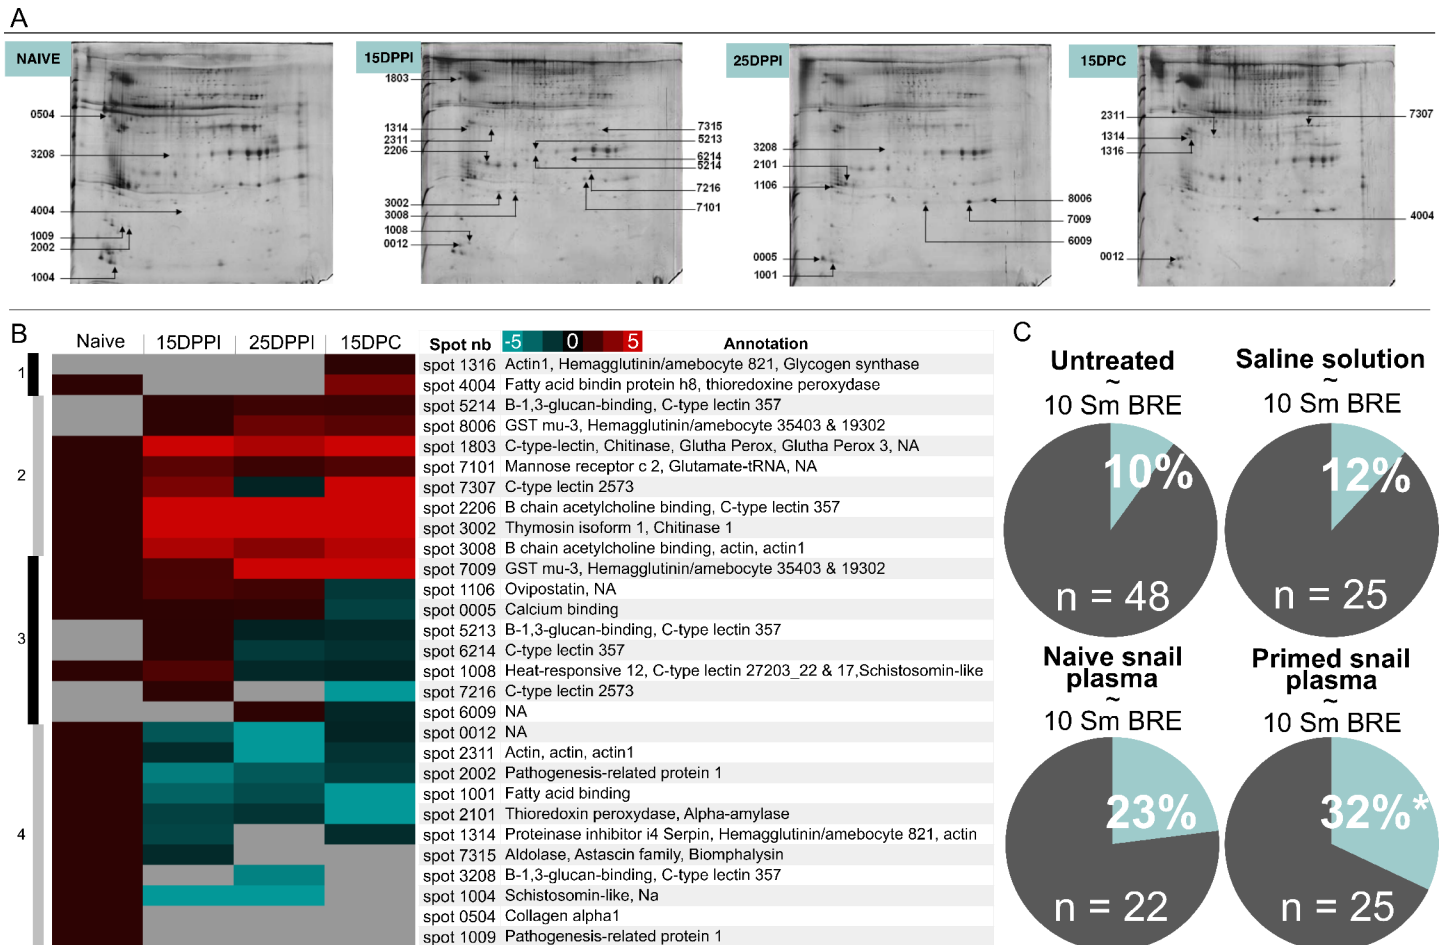 A
NAIVE
0504
3208
4004
1009
2002
1004
15DPPI
1803
1314
2311
2206
3002
3008
1008
0012
7315
5213
6214
5214
7216
7101
25DPPI
3208
2101
1106
0005
1001
8006
7009
6009
15DPC
2311
1314
1316
0012
7307
4004
B
Naive 15DPPI 25DPPI 15DPC Spot nb -5 0 5 Annotation
1
2
3
4
spot 1316 Actin1, Hemagglutinin/amebocyte 821, Glycogen synthase
spot 4004 Fatty acid bindin protein h8, thioredoxine peroxydase
spot 5214 B-1,3-glucan-binding, C-type lectin 357
spot 8006 GST mu-3, Hemagglutinin/amebocyte 35403 & 19302
spot 1803 C-type-lectin, Chitinase, Glutha Perox, Glutha Perox 3, NA
spot 7101 Mannose receptor c 2, Glutamate-tRNA, NA
spot 7307 C-type lectin 2573
spot 2206 B chain acetylcholine binding, C-type lectin 357
spot 3002 Thymosin isoform 1, Chitinase 1
spot 3008 B chain acetylcholine binding, actin, actin1
spot 7009 GST mu-3, Hemagglutinin/amebocyte 35403 & 19302
spot 1106 Ovipostatin, NA
spot 0005 Calcium binding
spot 5213 B-1,3-glucan-binding, C-type lectin 357
spot 6214 C-type lectin 357
spot 1008 Heat-responsive 12, C-type lectin 27203_22 & 17,Schistosomin-like
spot 7216 C-type lectin 2573
spot 6009 NA
spot 0012 NA
spot 2311 Actin, actin, actin1
spot 2002 Pathogenesis-related protein 1
spot 1001 Fatty acid binding
spot 2101 Thioredoxin peroxydase, Alpha-amylase
spot 1314 Proteinase inhibitor i4 Serpin, Hemagglutinin/amebocyte 821, actin
spot 7315 Aldolase, Astascin family, Biomphalysin
spot 3208 B-1,3-glucan-binding, C-type lectin 357
spot 1004 Schistosomin-like, Na
spot 0504 Collagen alpha1
spot 1009 Pathogenesis-related protein 1
C
Untreated
~
10 Sm BRE
10%
n = 48
Saline solution
~
10 Sm BRE
12%
n = 25
Naive snail
plasma
~
10 Sm BRE
23%
n = 22
Primed snail
plasma
~
10 Sm BRE
32%*
n = 25